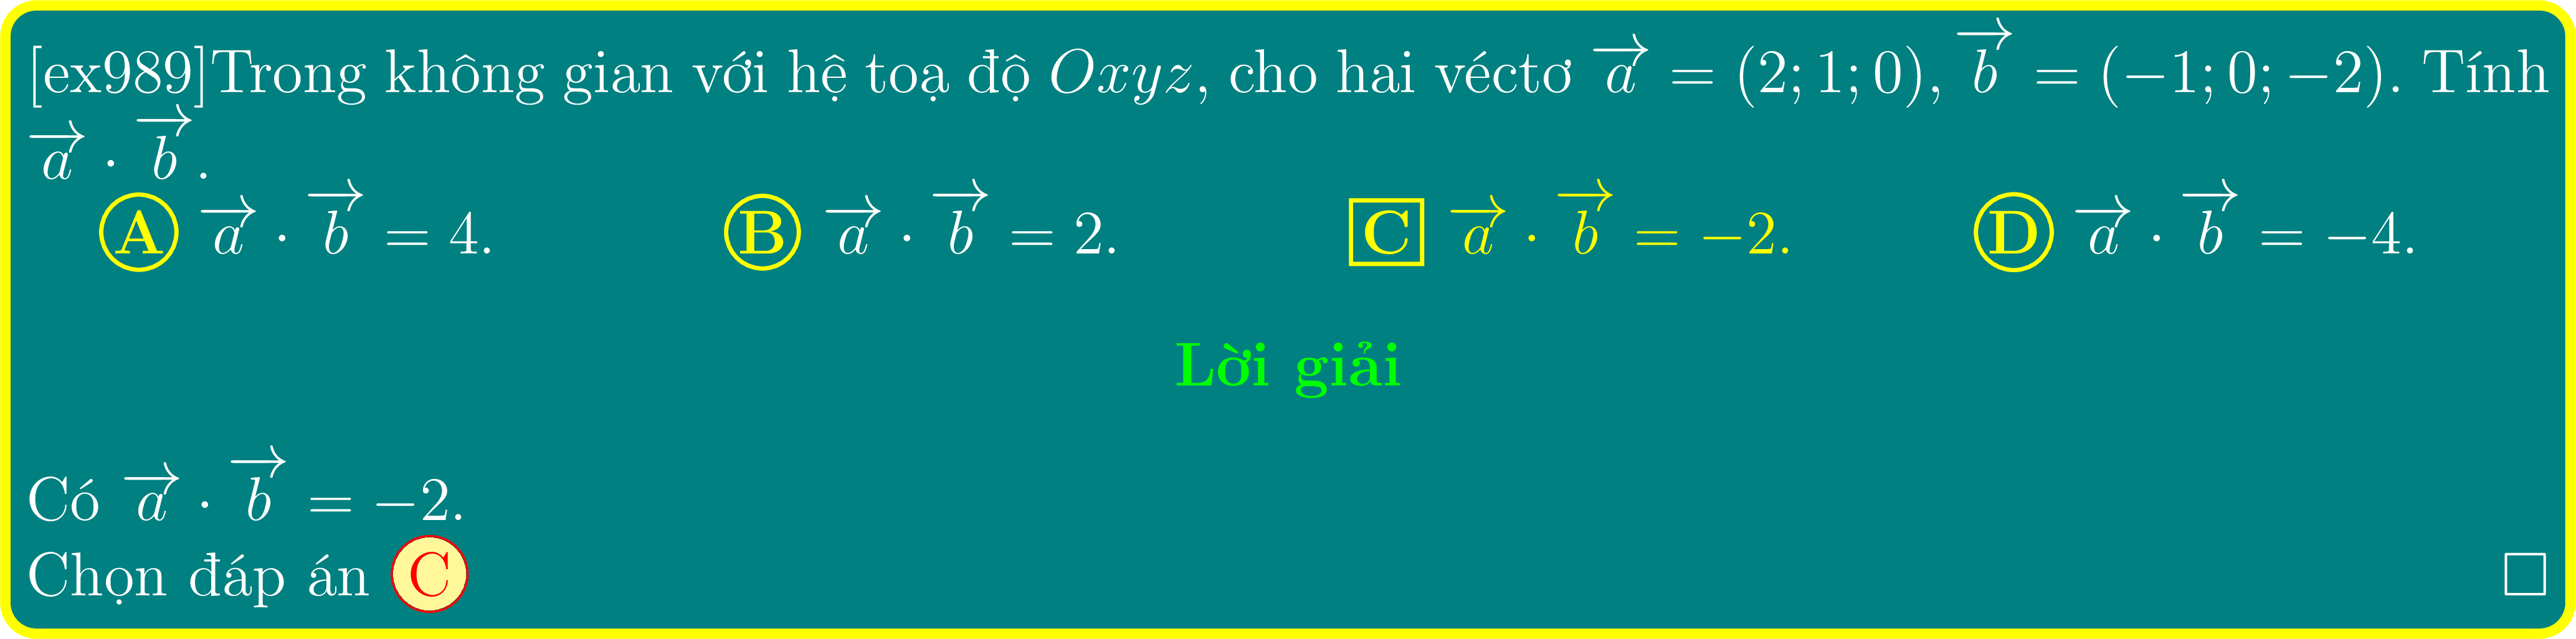 [ex989]Trong không gian với hệ toạ độ Oxyz, cho hai véctơ $\overrightarrow{a} = (2; 1; 0), \overrightarrow{b} = (-1; 0; -2)$. Tính
$\overrightarrow{a} \cdot \overrightarrow{b}$.
A $\overrightarrow{a} \cdot \overrightarrow{b} = 4$. B $\overrightarrow{a} \cdot \overrightarrow{b} = 2$. C $\overrightarrow{a} \cdot \overrightarrow{b} = -2$. D $\overrightarrow{a} \cdot \overrightarrow{b} = -4$.
Lời giải
Có $\overrightarrow{a} \cdot \overrightarrow{b} = -2$.
Chọn đáp án C □